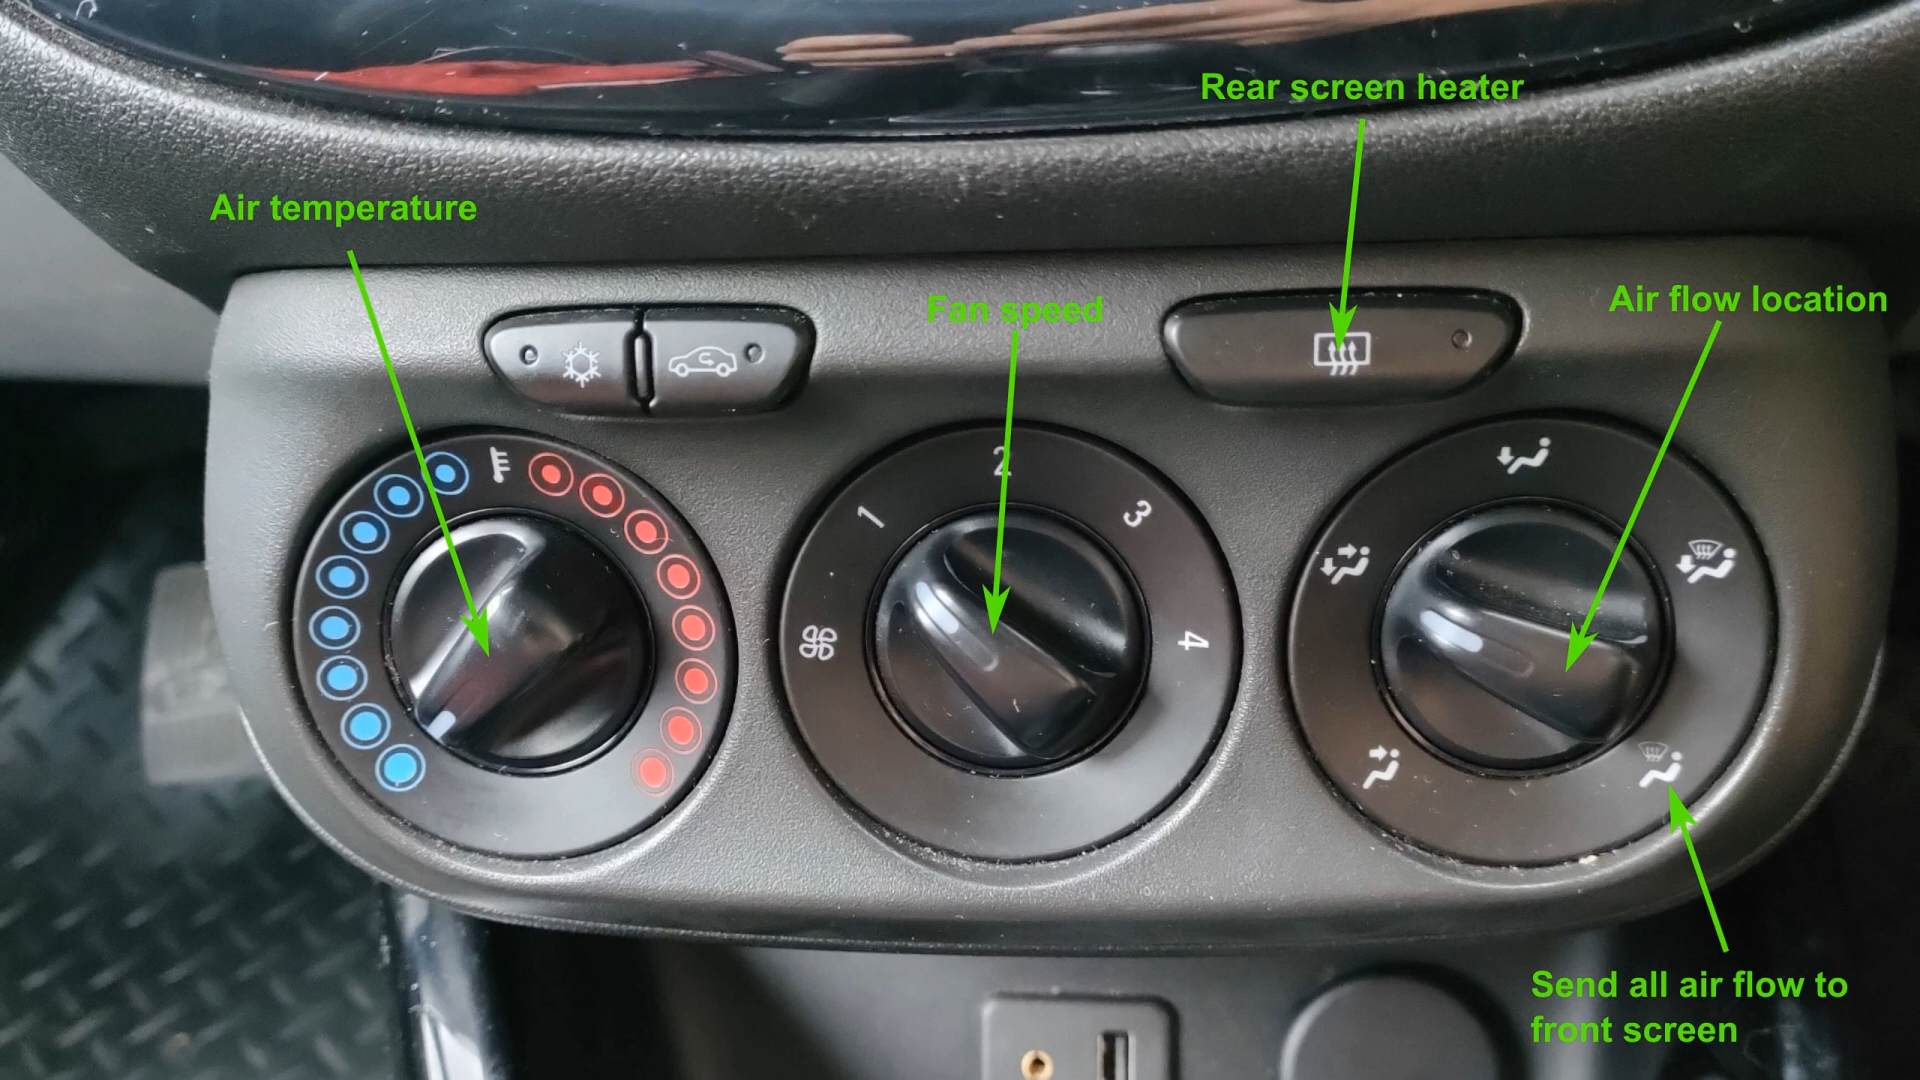 Rear screen heater
Air temperature
Fan speed
Air flow location
1
2
3
4
Send all air flow to
front screen